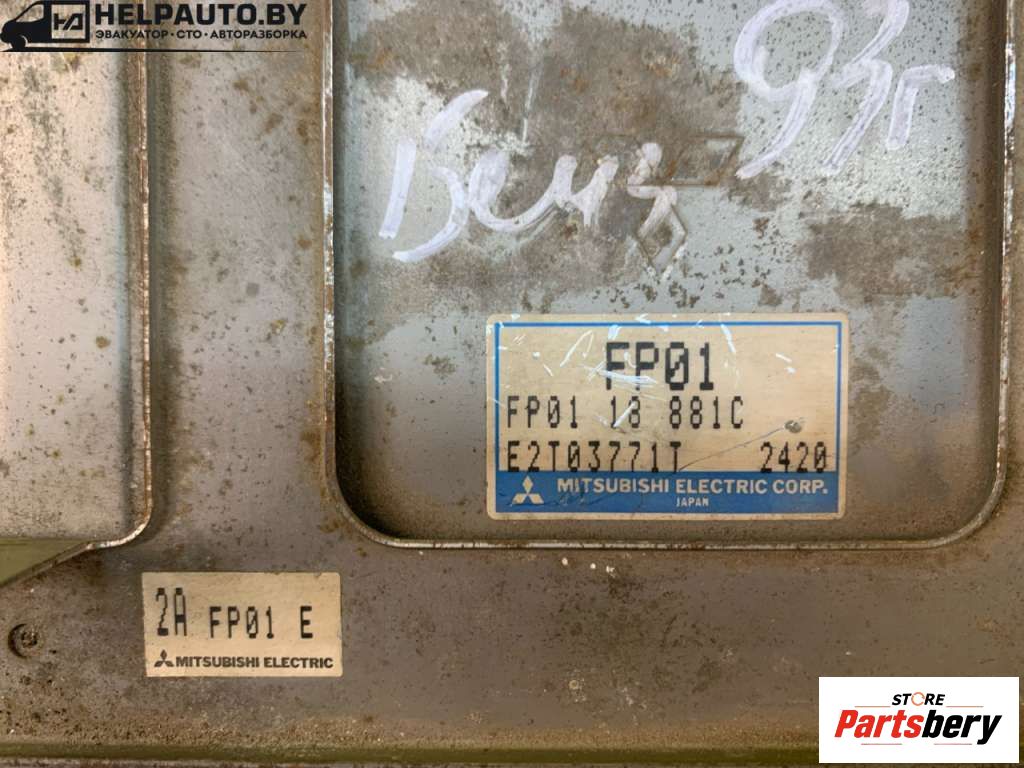 HELPAUTO.BY
ЭВАКУАТОР • СТО • АВТОРАЗБОРКА
93г
FP01
FP01 18 881C
E2T03771T 2420
MITSUBISHI ELECTRIC CORP.
JAPAN
2A FP01 E
MITSUBISHI ELECTRIC
STORE
Partsbery